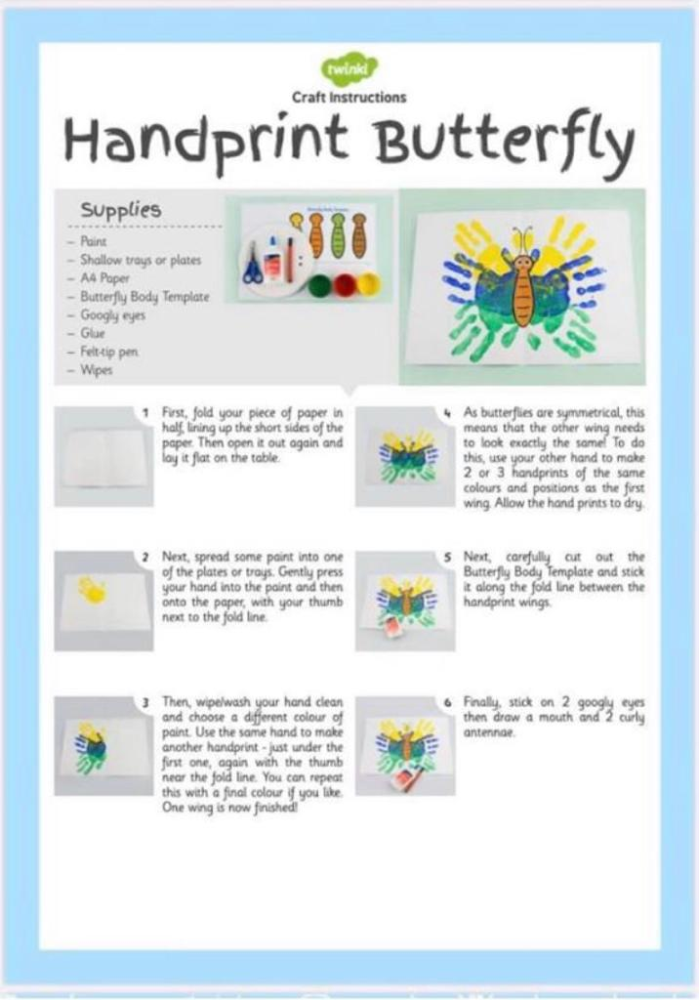 twinkl
Craft Instructions
Handprint Butterfly
Supplies
– Paint
– Shallow trays or plates
– A4 Paper
– Butterfly Body Template
– Googly eyes
– Glue
– Felt-tip pen
– Wipes
1 First, fold your piece of paper in
half, lining up the short sides of the
paper. Then open it out again and
lay it flat on the table.
2 Next, spread some paint into one
of the plates or trays. Gently press
your hand into the paint and then
onto the paper, with your thumb
next to the fold line.
3 Then, wipe/wash your hand clean
and choose a different colour of
paint. Use the same hand to make
another handprint - just under the
first one, again with the thumb
near the fold line. You can repeat
this with a final colour if you like.
One wing is now finished!
4 As butterflies are symmetrical, this
means that the other wing needs
to look exactly the same! To do
this, use your other hand to make
2 or 3 handprints of the same
colours and positions as the first
wing. Allow the hand prints to dry.
5 Next, carefully cut out the
Butterfly Body Template and stick
it along the fold line between the
handprint wings.
6 Finally, stick on 2 googly eyes
then draw a mouth and 2 curly
antennae.